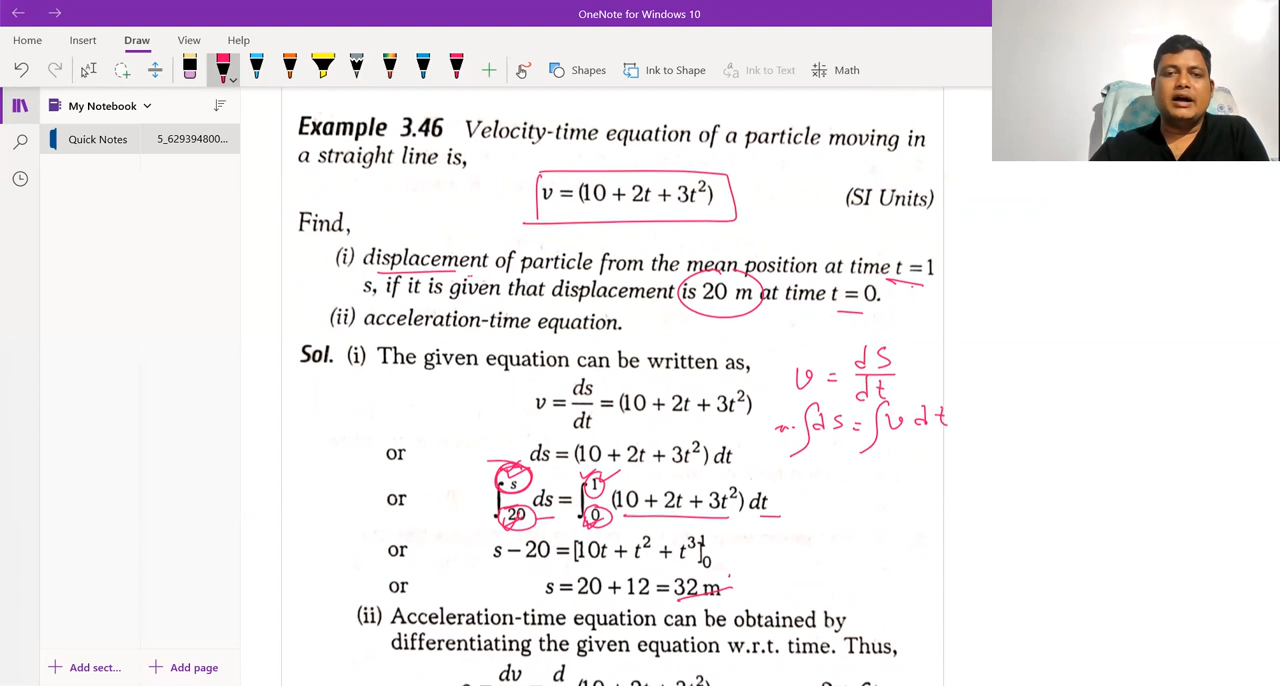 OneNote for Windows 10
Home Insert Draw View Help
Shapes Ink to Shape Ink to Text Math
My Notebook
Quick Notes 5_629394800...
Example 3.46 Velocity-time equation of a particle moving in
a straight line is,
v = (10 + 2t + 3t²) (SI Units)
Find,
(i) displacement of particle from the mean position at time t = 1
s, if it is given that displacement is 20 m at time t = 0.
(ii) acceleration-time equation.
Sol. (i) The given equation can be written as,
v = ds/dt = (10 + 2t + 3t²)
v = dS/dt
∫ds = ∫v dt
or ds = (10 + 2t + 3t²) dt
or ∫₂₀ˢ ds = ∫₀¹ (10 + 2t + 3t²) dt
or s − 20 = [10t + t² + t³]₀¹
or s = 20 + 12 = 32 m
(ii) Acceleration-time equation can be obtained by
differentiating the given equation w.r.t. time. Thus,
dv d
Add sect... Add page